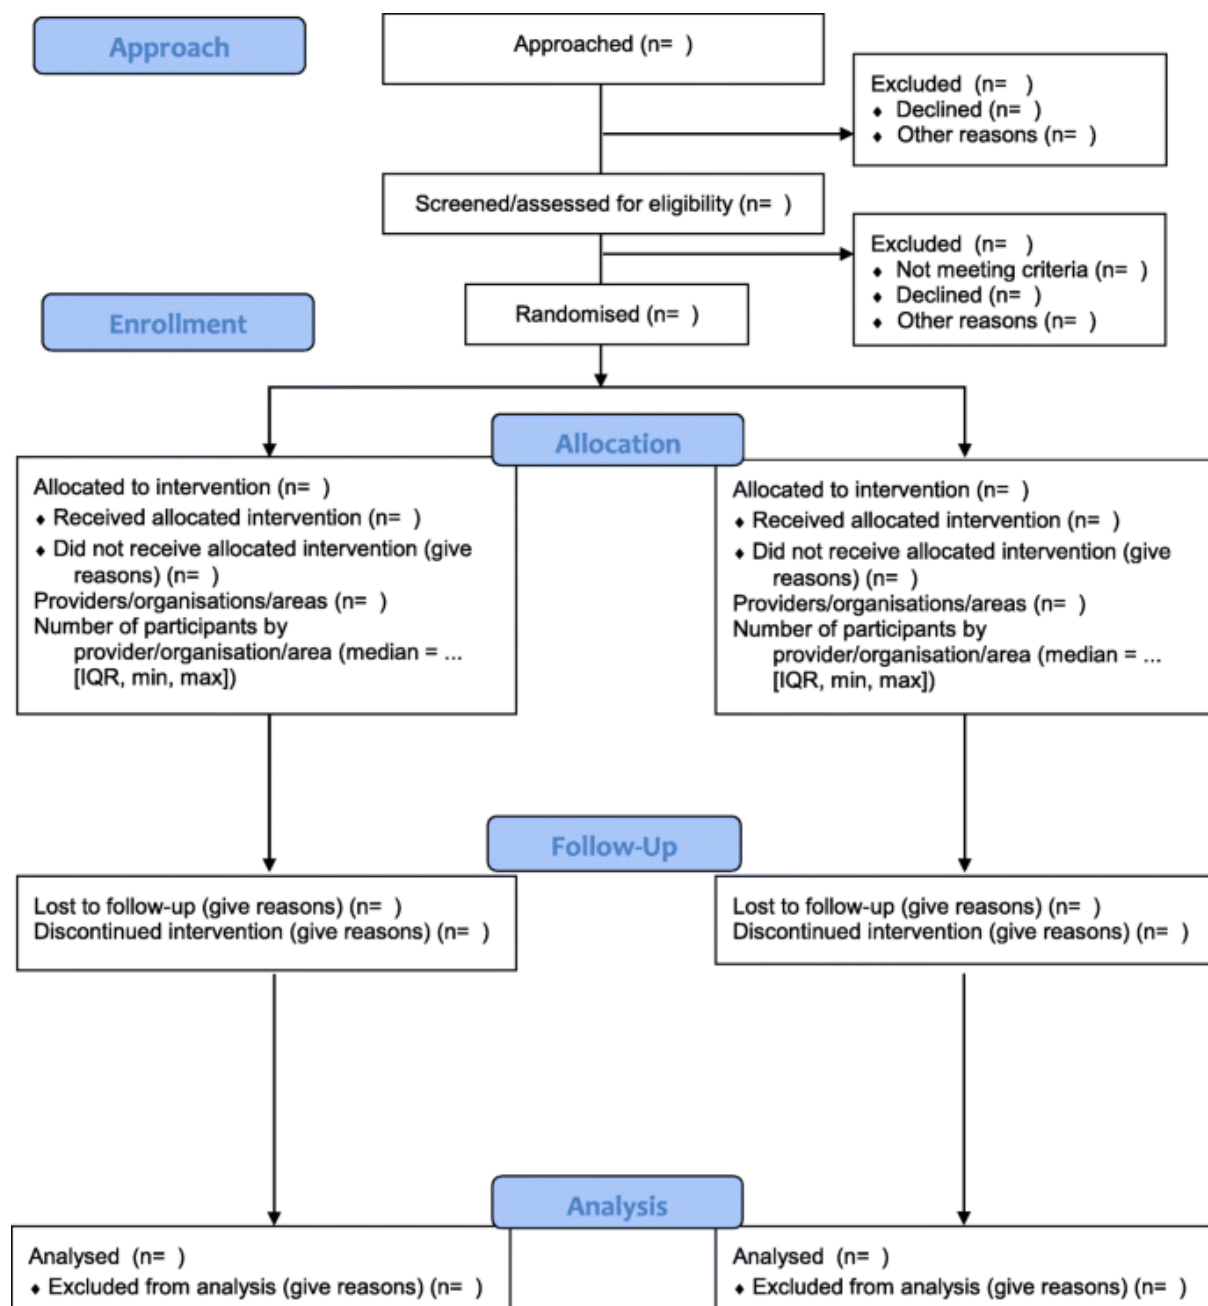 Approach
Approached (n=  )
Excluded  (n=   )
♦ Declined (n=  )
♦ Other reasons (n=  )
Screened/assessed for eligibility (n=  )
Excluded  (n=   )
♦ Not meeting criteria (n=  )
♦ Declined (n=  )
♦ Other reasons (n=  )
Enrollment
Randomised (n=  )
Allocation
Allocated to intervention (n=  )
♦ Received allocated intervention (n=  )
♦ Did not receive allocated intervention (give
reasons) (n=  )
Providers/organisations/areas (n=  )
Number of participants by
provider/organisation/area (median = ...
[IQR, min, max])
Allocated to intervention (n=  )
♦ Received allocated intervention (n=  )
♦ Did not receive allocated intervention (give
reasons) (n=  )
Providers/organisations/areas (n=  )
Number of participants by
provider/organisation/area (median = ...
[IQR, min, max])
Follow-Up
Lost to follow-up (give reasons) (n=  )
Discontinued intervention (give reasons) (n=  )
Lost to follow-up (give reasons) (n=  )
Discontinued intervention (give reasons) (n=  )
Analysis
Analysed  (n=  )
♦ Excluded from analysis (give reasons) (n=  )
Analysed  (n=  )
♦ Excluded from analysis (give reasons) (n=  )